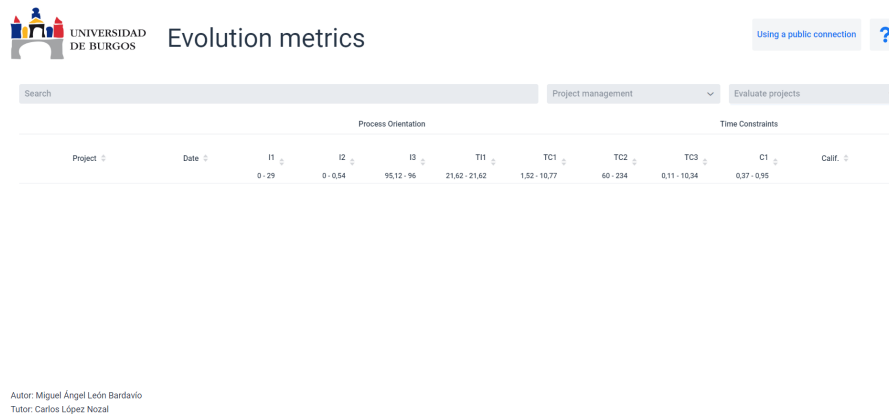 UNIVERSIDAD
DE BURGOS
Evolution metrics
Using a public connection
?
Search
Project management
Evaluate projects
Process Orientation
Time Constraints
Project
Date
I1
I2
I3
TI1
TC1
TC2
TC3
C1
Calif.
0 - 29
0 - 0,54
95,12 - 96
21,62 - 21,62
1,52 - 10,77
60 - 234
0,11 - 10,34
0,37 - 0,95
Autor: Miguel Ángel León Bardavío
Tutor: Carlos López Nozal